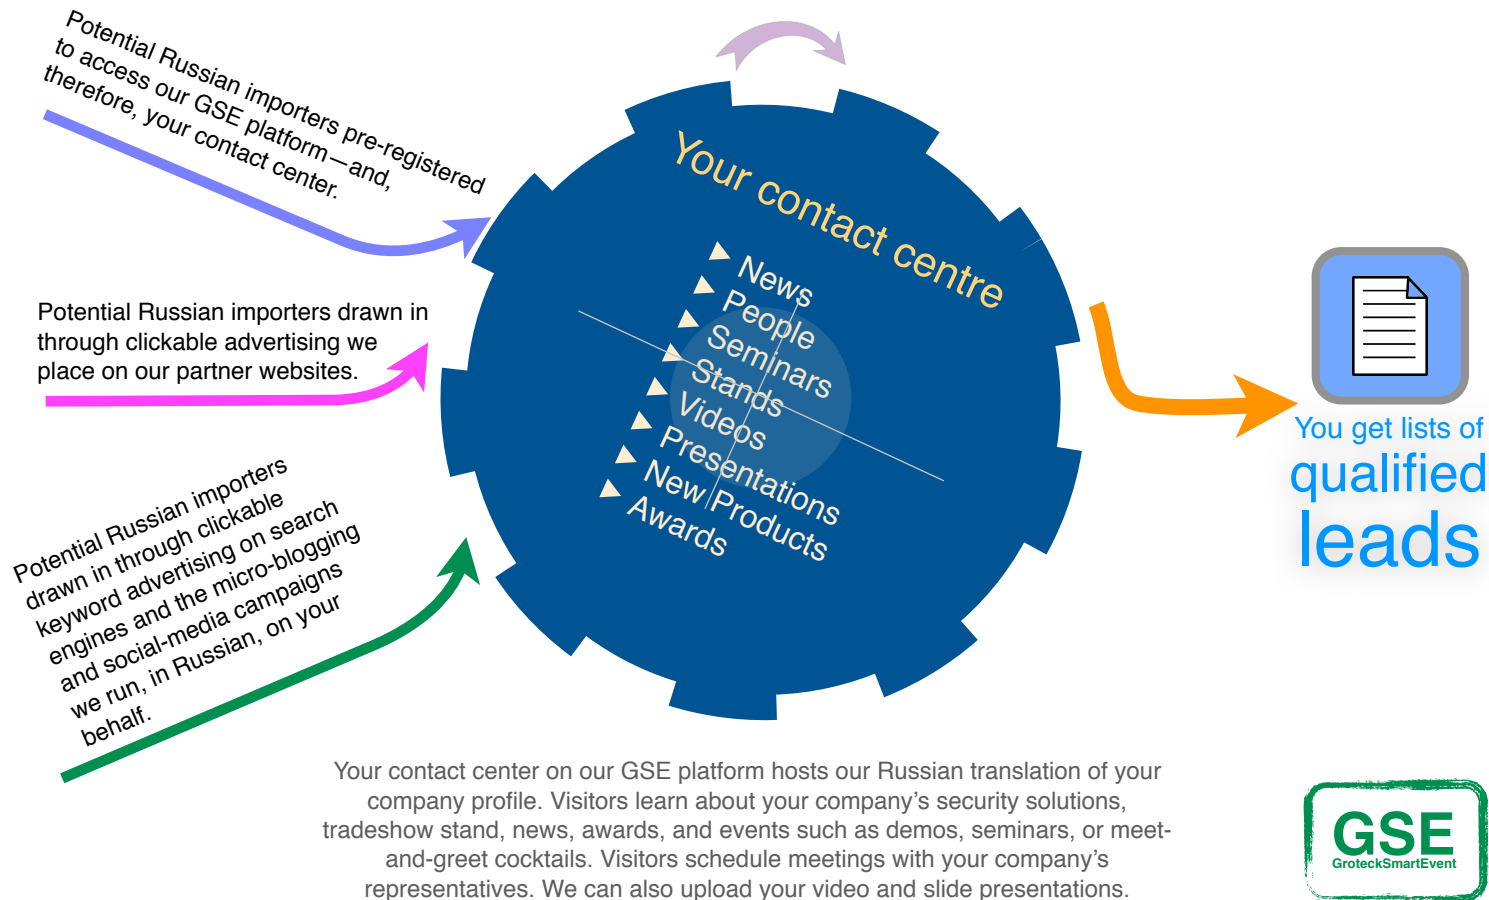 Potential Russian importers pre-registered
to access our GSE platform—and,
therefore, your contact center.
Potential Russian importers drawn in
through clickable advertising we
place on our partner websites.
Potential Russian importers
drawn in through clickable
keyword advertising on search
engines and the micro-blogging
and social-media campaigns
we run, in Russian, on your
behalf.
Your contact centre
News
People
Seminars
Stands
Videos
Presentations
New Products
Awards
You get lists of
qualified
leads
Your contact center on our GSE platform hosts our Russian translation of your
company profile. Visitors learn about your company’s security solutions,
tradeshow stand, news, awards, and events such as demos, seminars, or meet-
and-greet cocktails. Visitors schedule meetings with your company’s
representatives. We can also upload your video and slide presentations.
GSE
GroteckSmartEvent